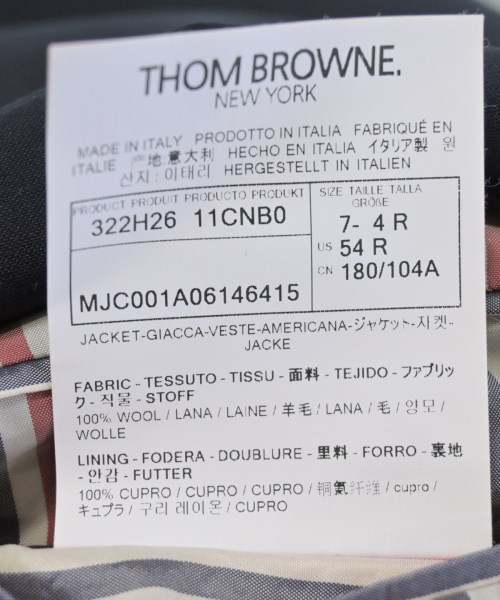 THOM BROWNE.
NEW YORK
MADE IN ITALY PRODOTTO IN ITALIA FABRIQUÉ EN
ITALIE 产地:意大利 HECHO EN ITALIA イタリア製 원
산지:이태리 HERGESTELLT IN ITALIEN
PRODUCT PRODUIT PRODUCTO PRODUKT
322H26 11CNB0
MJC001A06146415
SIZE TAILLE TALLA
GRÖßE
7- 4 R
US 54 R
CN 180/104A
JACKET-GIACCA-VESTE-AMERICANA-ジャケット-자켓-
JACKE
FABRIC - TESSUTO - TISSU - 面料 - TEJIDO - ファブリッ
ク - 직물 - STOFF
100% WOOL / LANA / LAINE / 羊毛 / LANA / 毛 / 양모 /
WOLLE
LINING - FODERA - DOUBLURE - 里料 - FORRO - 裏地
- 안감 - FUTTER
100% CUPRO / CUPRO / CUPRO / 铜氨纤维 / cupro /
キュプラ / 구리 레이온 / CUPRO